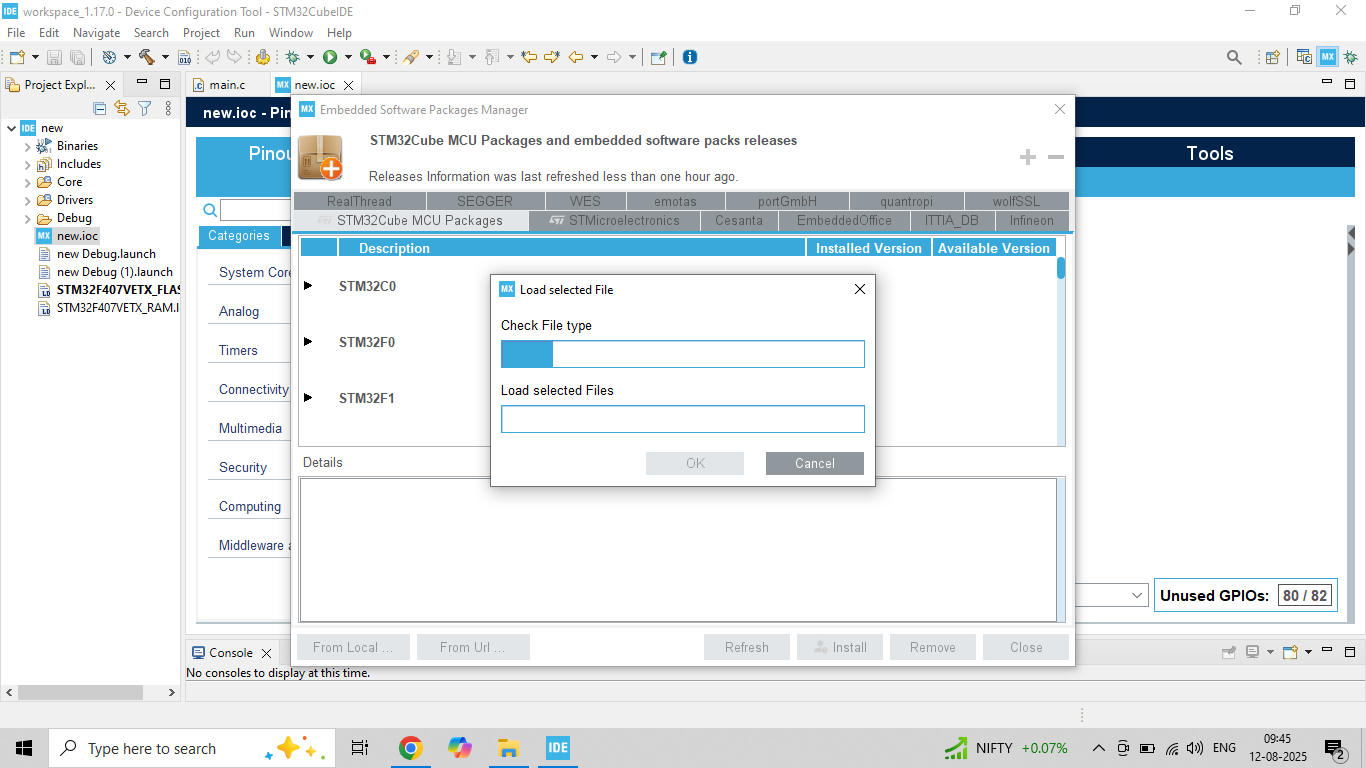 IDE workspace_1.17.0 - Device Configuration Tool - STM32CubeIDE
File Edit Navigate Search Project Run Window Help
Project Expl...
main.c
MX new.ioc
new.ioc - Pin
Pinou
Tools
IDE new
Binaries
Includes
Core
Drivers
Debug
MX new.ioc
new Debug.launch
new Debug (1).launch
STM32F407VETX_FLAS
STM32F407VETX_RAM.l
Categories
System Core
Analog
Timers
Connectivity
Multimedia
Security
Computing
Middleware a
MX Embedded Software Packages Manager
STM32Cube MCU Packages and embedded software packs releases
Releases Information was last refreshed less than one hour ago.
RealThread SEGGER WES emotas portGmbH quantropi wolfSSL
STM32Cube MCU Packages STMicroelectronics Cesanta EmbeddedOffice ITTIA_DB Infineon
Description Installed Version Available Version
STM32C0
STM32F0
STM32F1
Details
MX Load selected File
Check File type
Load selected Files
OK Cancel
From Local ... From Url ... Refresh Install Remove Close
Unused GPIOs: 80 / 82
Console
No consoles to display at this time.
Type here to search
IDE
NIFTY +0.07%
ENG
09:45
12-08-2025
2